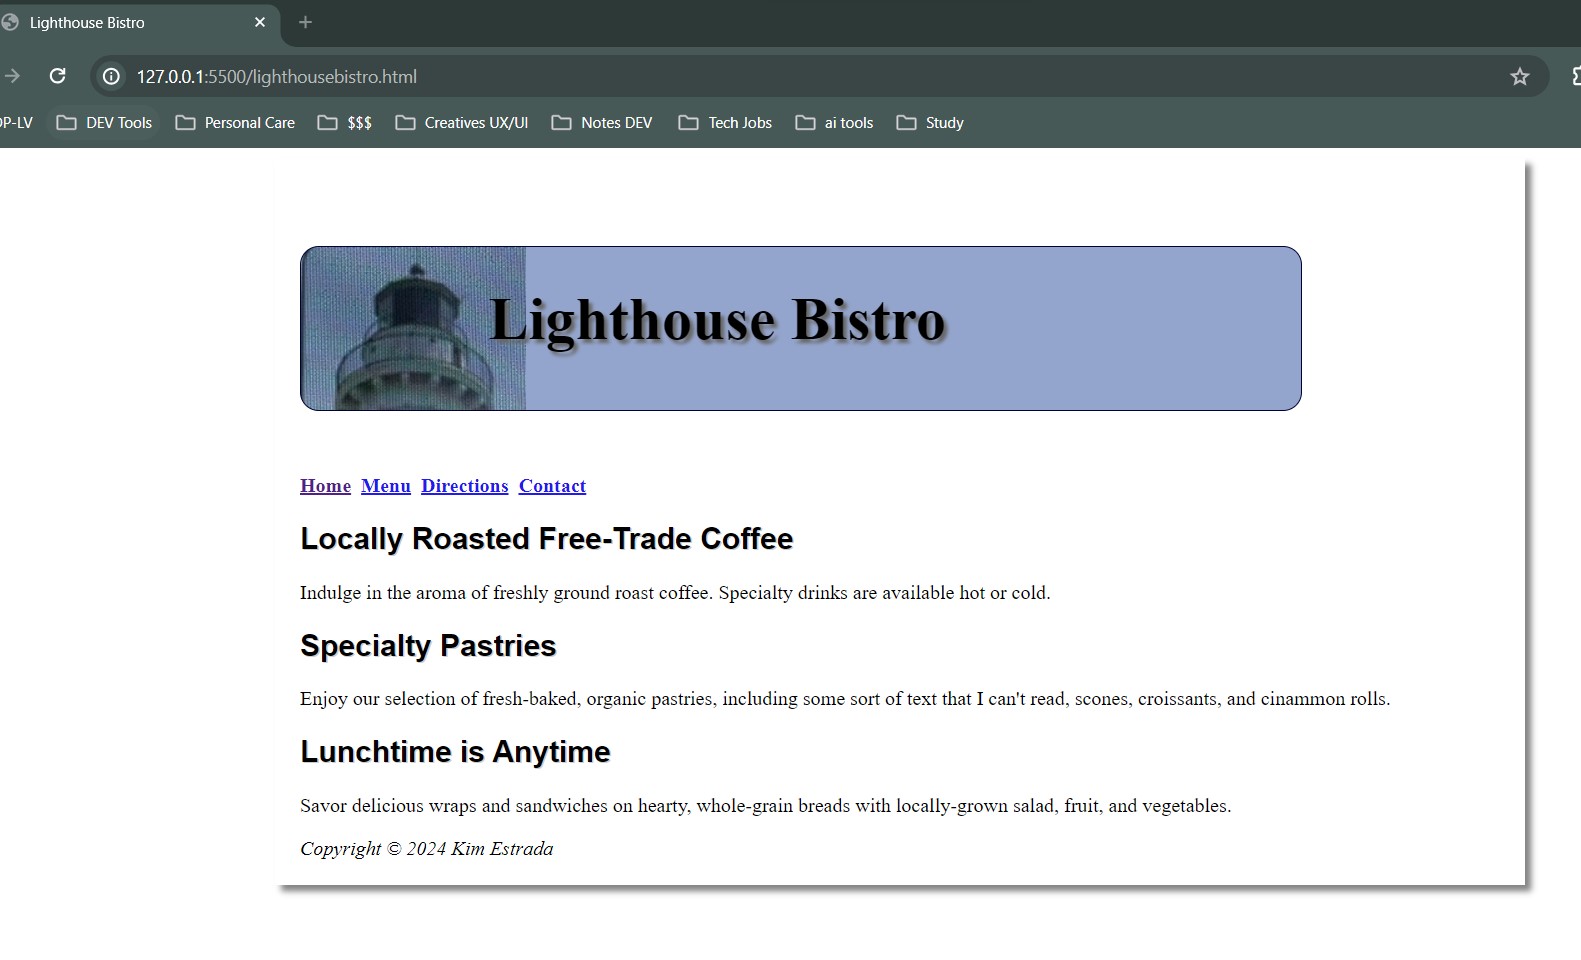 Lighthouse Bistro
127.0.0.1:5500/lighthousebistro.html
P-LV DEV Tools Personal Care $$$ Creatives UX/UI Notes DEV Tech Jobs ai tools Study
Lighthouse Bistro
Home Menu Directions Contact
Locally Roasted Free-Trade Coffee
Indulge in the aroma of freshly ground roast coffee. Specialty drinks are available hot or cold.
Specialty Pastries
Enjoy our selection of fresh-baked, organic pastries, including some sort of text that I can't read, scones, croissants, and cinammon rolls.
Lunchtime is Anytime
Savor delicious wraps and sandwiches on hearty, whole-grain breads with locally-grown salad, fruit, and vegetables.
Copyright © 2024 Kim Estrada